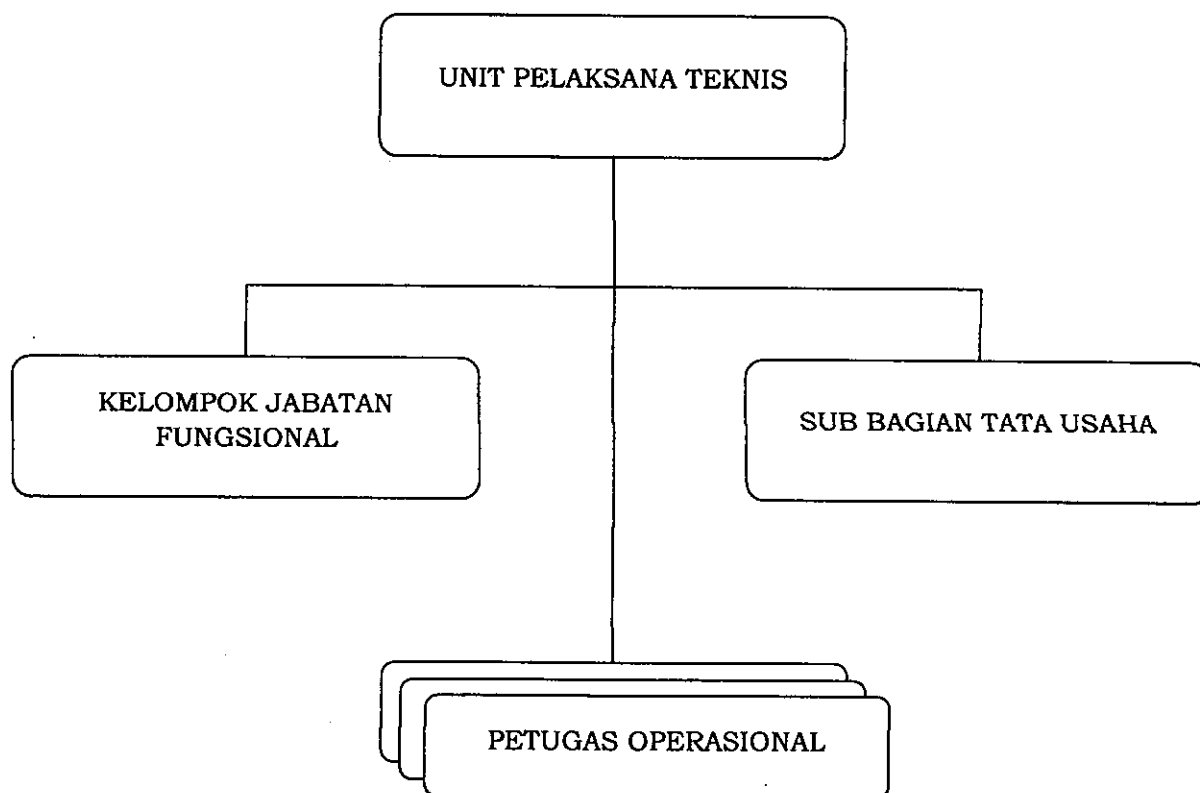 UNIT PELAKSANA TEKNIS
KELOMPOK JABATAN
FUNGSIONAL
SUB BAGIAN TATA USAHA
PETUGAS OPERASIONAL